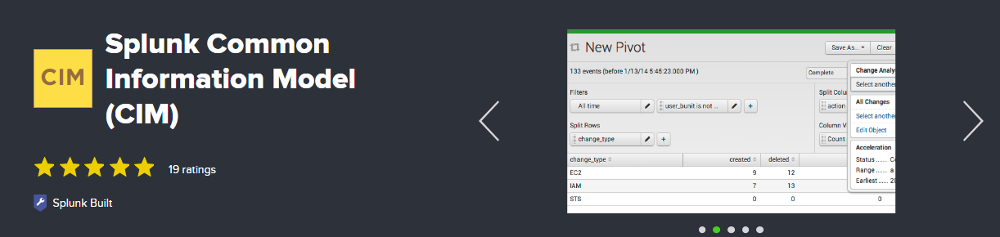 CIM
Splunk Common
Information Model
(CIM)
19 ratings
Splunk Built
New Pivot
Save As...
Clear
133 events (before 1/13/14 5:45:23.000 PM )
Complete
Filters
All time
user_bunit is not ...
+
Split Rows
change_type
+
Split Colu
action
Column V
Count
Change Analy
Select anothe
All Changes
Select anothe
Edit Object
Acceleration
Status ......
Range ...... a
Earliest ..... 20
change_type created deleted
EC2 9 12
IAM 7 13
STS 0 0 0